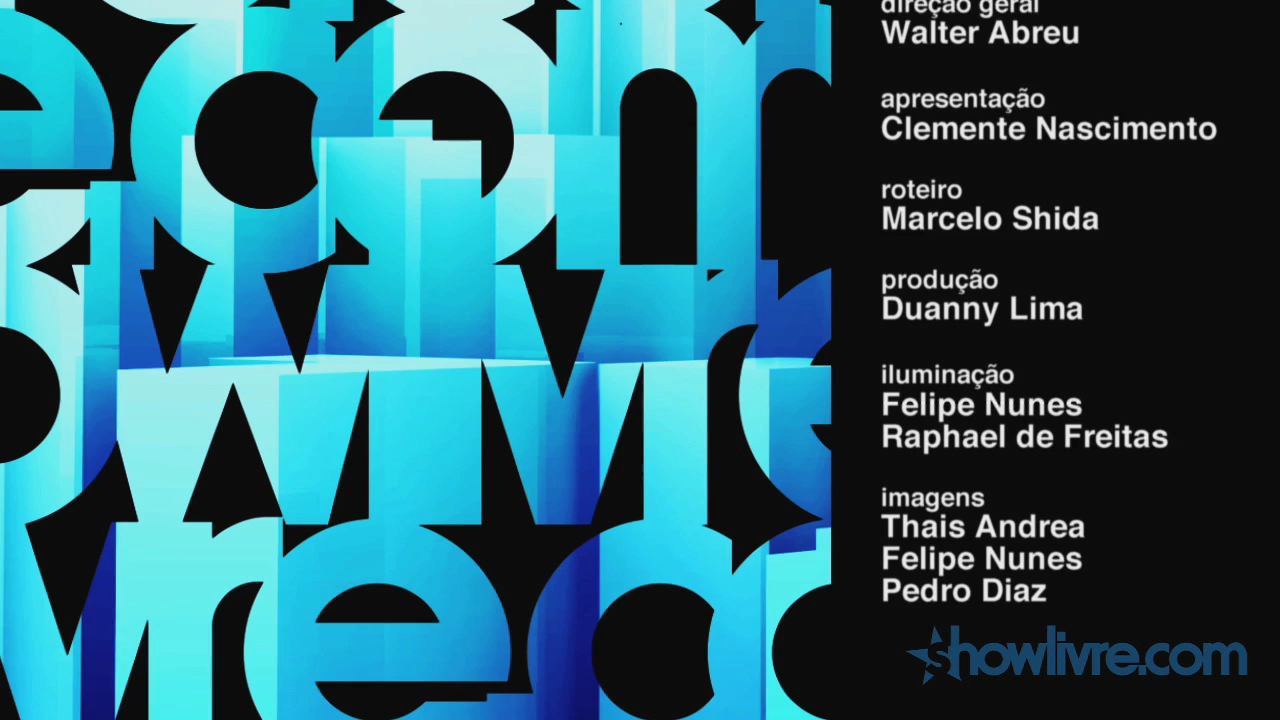 direção geral
Walter Abreu
apresentação
Clemente Nascimento
roteiro
Marcelo Shida
produção
Duanny Lima
iluminação
Felipe Nunes
Raphael de Freitas
imagens
Thais Andrea
Felipe Nunes
Pedro Diaz
showlivre.com